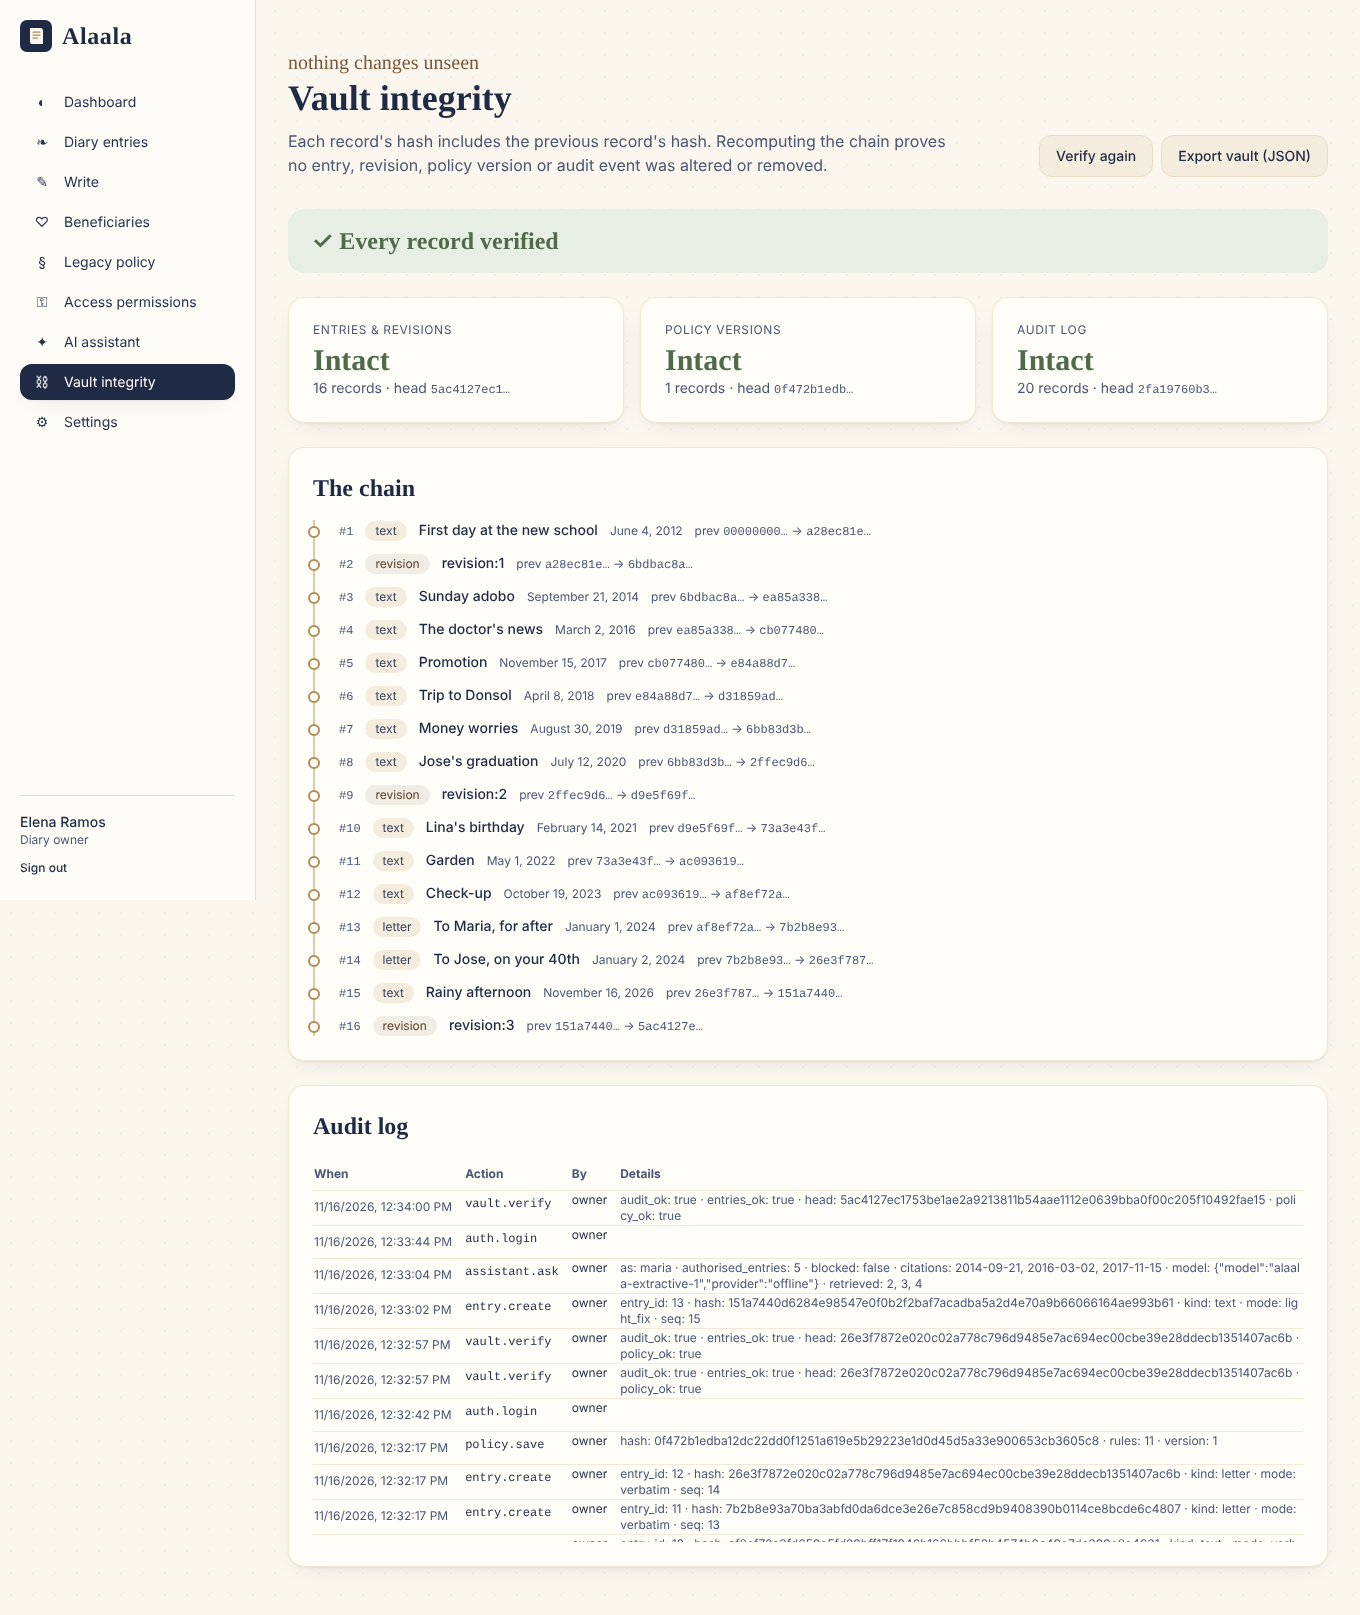 Alaala
Dashboard
Diary entries
Write
Beneficiaries
§ Legacy policy
Access permissions
AI assistant
Vault integrity
Settings
Elena Ramos
Diary owner
Sign out
nothing changes unseen
Vault integrity
Each record's hash includes the previous record's hash. Recomputing the chain proves
no entry, revision, policy version or audit event was altered or removed.
Verify again
Export vault (JSON)
✓ Every record verified
ENTRIES & REVISIONS
Intact
16 records · head 5ac4127ec1…
POLICY VERSIONS
Intact
1 records · head 0f472b1edb…
AUDIT LOG
Intact
20 records · head 2fa19760b3…
The chain
#1 text First day at the new school June 4, 2012 prev 00000000… → a28ec81e…
#2 revision revision:1 prev a28ec81e… → 6bdbac8a…
#3 text Sunday adobo September 21, 2014 prev 6bdbac8a… → ea85a338…
#4 text The doctor's news March 2, 2016 prev ea85a338… → cb077480…
#5 text Promotion November 15, 2017 prev cb077480… → e84a88d7…
#6 text Trip to Donsol April 8, 2018 prev e84a88d7… → d31859ad…
#7 text Money worries August 30, 2019 prev d31859ad… → 6bb83d3b…
#8 text Jose's graduation July 12, 2020 prev 6bb83d3b… → 2ffec9d6…
#9 revision revision:2 prev 2ffec9d6… → d9e5f69f…
#10 text Lina's birthday February 14, 2021 prev d9e5f69f… → 73a3e43f…
#11 text Garden May 1, 2022 prev 73a3e43f… → ac093619…
#12 text Check-up October 19, 2023 prev ac093619… → af8ef72a…
#13 letter To Maria, for after January 1, 2024 prev af8ef72a… → 7b2b8e93…
#14 letter To Jose, on your 40th January 2, 2024 prev 7b2b8e93… → 26e3f787…
#15 text Rainy afternoon November 16, 2026 prev 26e3f787… → 151a7440…
#16 revision revision:3 prev 151a7440… → 5ac4127e…
Audit log
When Action By Details
11/16/2026, 12:34:00 PM vault.verify owner audit_ok: true · entries_ok: true · head: 5ac4127ec1753be1ae2a9213811b54aae1112e0639bba0f00c205f10492fae15 · poli
cy_ok: true
11/16/2026, 12:33:44 PM auth.login owner
11/16/2026, 12:33:04 PM assistant.ask owner as: maria · authorised_entries: 5 · blocked: false · citations: 2014-09-21, 2016-03-02, 2017-11-15 · model: {"model":"alaal
a-extractive-1","provider":"offline"} · retrieved: 2, 3, 4
11/16/2026, 12:33:02 PM entry.create owner entry_id: 13 · hash: 151a7440d6284e98547e0f0b2f2baf7acadba5a2d4e70a9b66066164ae993b61 · kind: text · mode: lig
ht_fix · seq: 15
11/16/2026, 12:32:57 PM vault.verify owner audit_ok: true · entries_ok: true · head: 26e3f7872e020c02a778c796d9485e7ac694ec00cbe39e28ddecb1351407ac6b ·
policy_ok: true
11/16/2026, 12:32:57 PM vault.verify owner audit_ok: true · entries_ok: true · head: 26e3f7872e020c02a778c796d9485e7ac694ec00cbe39e28ddecb1351407ac6b ·
policy_ok: true
11/16/2026, 12:32:42 PM auth.login owner
11/16/2026, 12:32:17 PM policy.save owner hash: 0f472b1edba12dc22dd0f1251a619e5b29223e1d0d45d5a33e900653cb3605c8 · rules: 11 · version: 1
11/16/2026, 12:32:17 PM entry.create owner entry_id: 12 · hash: 26e3f7872e020c02a778c796d9485e7ac694ec00cbe39e28ddecb1351407ac6b · kind: letter · mode:
verbatim · seq: 14
11/16/2026, 12:32:17 PM entry.create owner entry_id: 11 · hash: 7b2b8e93a70ba3abfd0da6dce3e26e7c858cd9b9408390b0114ce8bcde6c4807 · kind: letter · mode:
verbatim · seq: 13